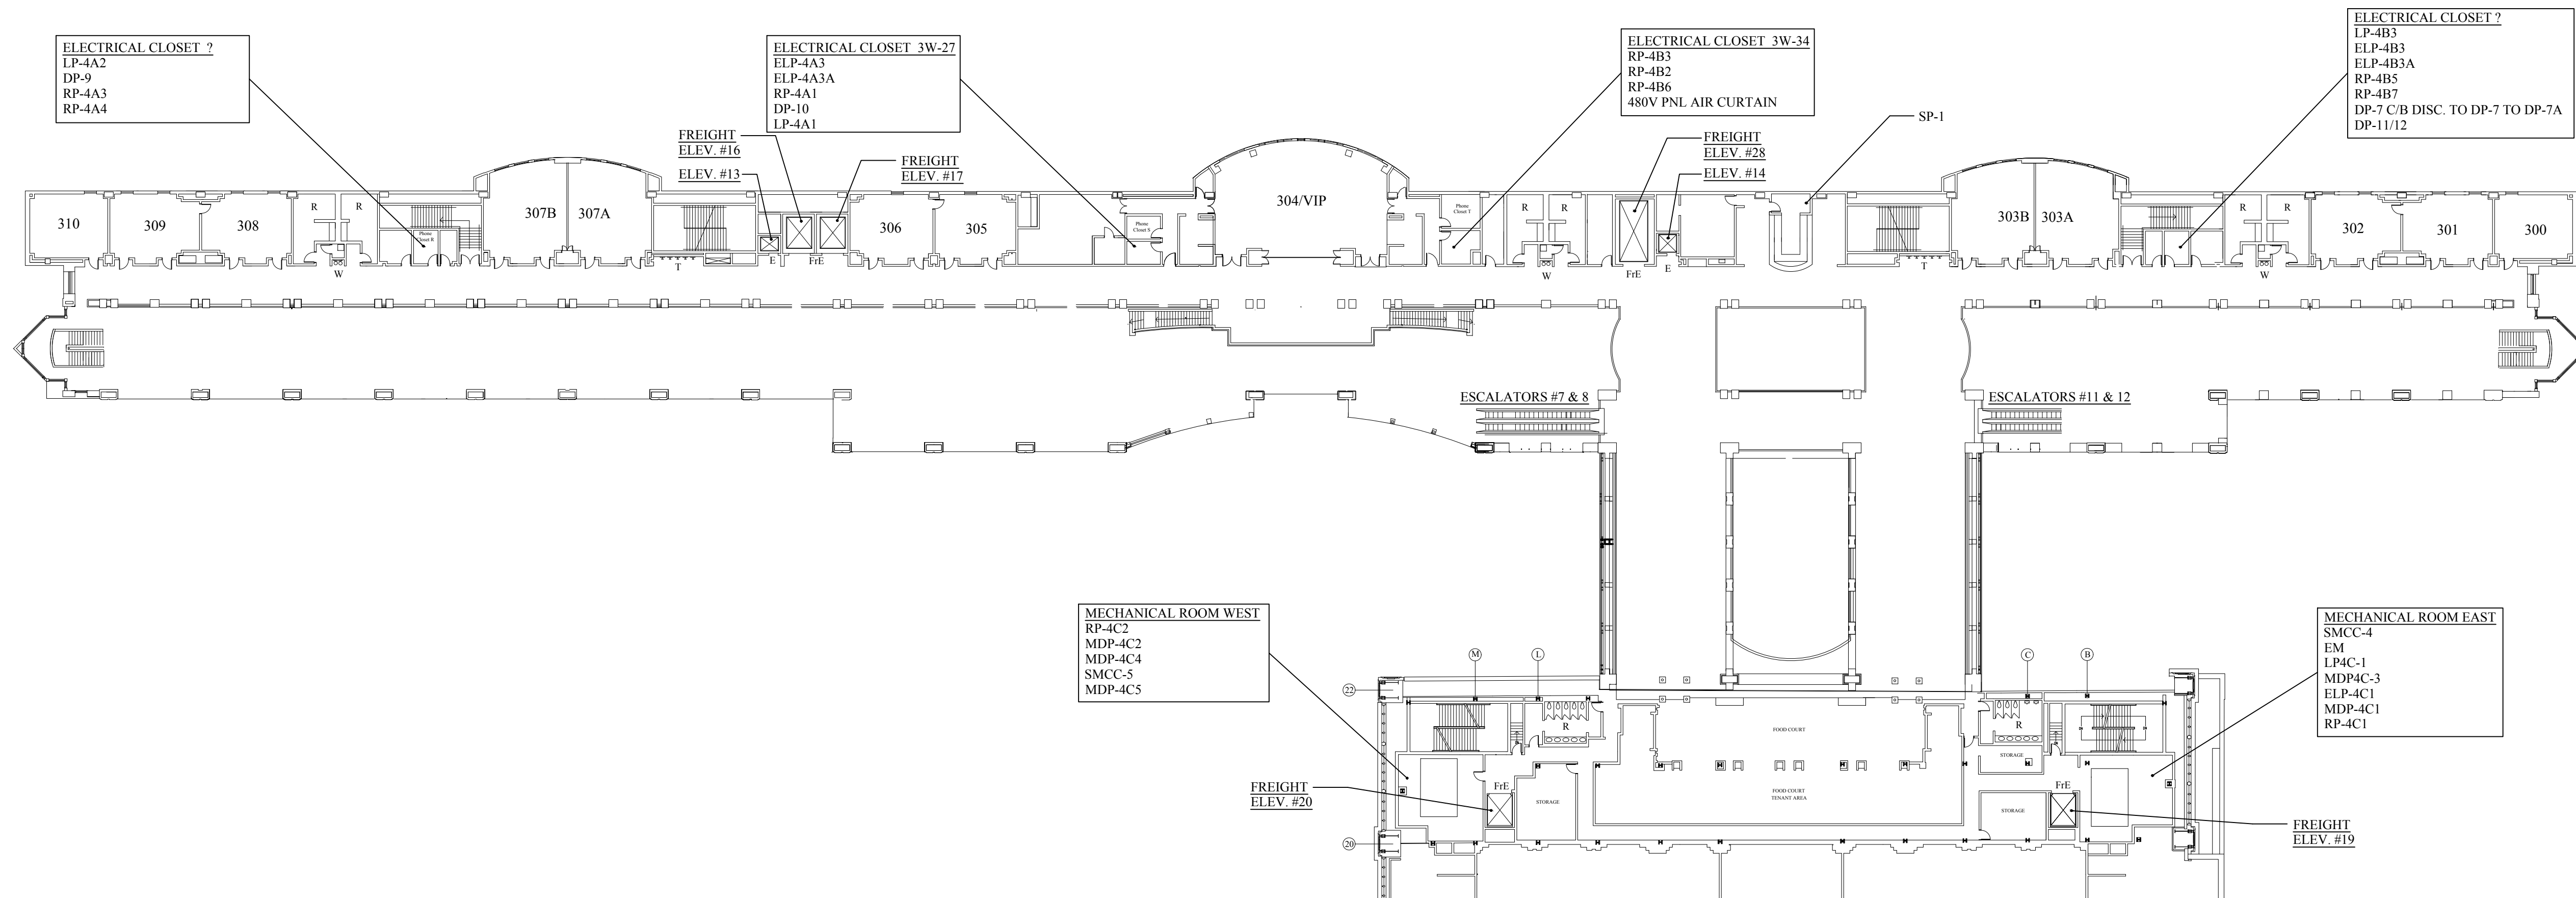 ELECTRICAL CLOSET ?
LP-4A2
DP-9
RP-4A3
RP-4A4
ELECTRICAL CLOSET 3W-27
ELP-4A3
ELP-4A3A
RP-4A1
DP-10
LP-4A1
ELECTRICAL CLOSET 3W-34
RP-4B3
RP-4B2
RP-4B6
480V PNL AIR CURTAIN
ELECTRICAL CLOSET ?
LP-4B3
ELP-4B3
ELP-4B3A
RP-4B5
RP-4B7
DP-7 C/B DISC. TO DP-7 TO DP-7A
DP-11/12
FREIGHT
ELEV. #16
ELEV. #13
FREIGHT
ELEV. #17
FREIGHT
ELEV. #28
ELEV. #14
SP-1
310
309
308
R
R
Phone
Closet R
307B
307A
306
305
Phone
Closet S
304/VIP
Phone
Closet T
R
R
303B
303A
R
R
302
301
300
W
T
E
FrE
W
FrE
E
T
W
ESCALATORS #7 & 8
ESCALATORS #11 & 12
MECHANICAL ROOM WEST
RP-4C2
MDP-4C2
MDP-4C4
SMCC-5
MDP-4C5
MECHANICAL ROOM EAST
SMCC-4
EM
LP4C-1
MDP4C-3
ELP-4C1
MDP-4C1
RP-4C1
M
L
C
B
22
R
FOOD COURT
R
STORAGE
FrE
FREIGHT
ELEV. #20
STORAGE
FOOD COURT
TENANT AREA
STORAGE
FrE
FREIGHT
ELEV. #19
20